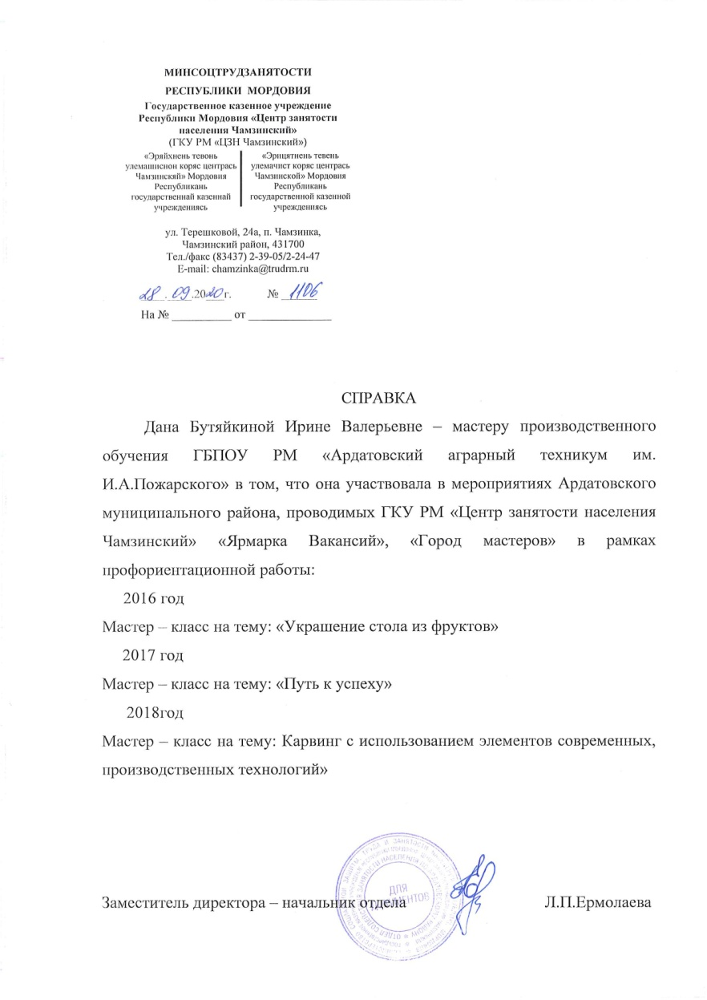 МИНСОЦТРУДЗАНЯТОСТИ
РЕСПУБЛИКИ МОРДОВИЯ
Государственное казенное учреждение
Республики Мордовия «Центр занятости
населения Чамзинский»
(ГКУ РМ «ЦЗН Чамзинский»)
«Эряйхнень тевонь
улемашиснон коряс центрась
Чамзинскяй» Мордовия
Республикань
государственнай казеннай
учреждениясь
«Эрицятнень тевень
улемачист коряс центрась
Чамзинской» Мордовия
Республикань
государственной казенной
учреждениясь
ул. Терешковой, 24а, п. Чамзинка,
Чамзинский район, 431700
Тел./факс (83437) 2-39-05/2-24-47
E-mail: chamzinka@trudrm.ru
28.09.2020г. № 1106
На № __________ от ______________
СПРАВКА
Дана Бутяйкиной Ирине Валерьевне – мастеру производственного
обучения ГБПОУ РМ «Ардатовский аграрный техникум им.
И.А.Пожарского» в том, что она участвовала в мероприятиях Ардатовского
муниципального района, проводимых ГКУ РМ «Центр занятости населения
Чамзинский» «Ярмарка Вакансий», «Город мастеров» в рамках
профориентационной работы:
2016 год
Мастер – класс на тему: «Украшение стола из фруктов»
2017 год
Мастер – класс на тему: «Путь к успеху»
2018год
Мастер – класс на тему: Карвинг с использованием элементов современных,
производственных технологий»
Заместитель директора – начальник отдела Л.П.Ермолаева
ДЛЯ
ДОКУМЕНТОВ